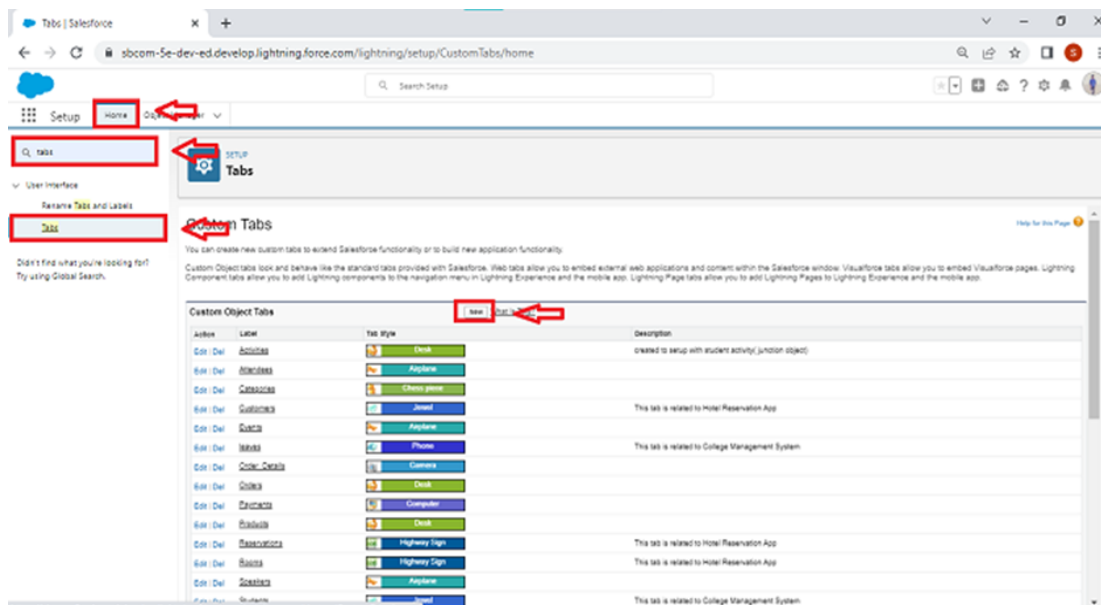 Tabs | Salesforce
sbcom-5e-dev-ed.develop.lightning.force.com/lightning/setup/CustomTabs/home
S
Search Setup
Setup
Home
tabs
SETUP
Tabs
User Interface
Rename Tabs and Labels
Tabs
Didn't find what you're looking for?
Try using Global Search.
Custom Tabs
Help for this Page
You can create new custom tabs to extend Salesforce functionality or to build new application functionality.
Custom Object tabs look and behave like the standard tabs provided with Salesforce. Web tabs allow you to embed external web applications and content within the Salesforce window. Visualforce tabs allow you to embed Visualforce pages. Lightning
Component tabs allow you to add Lightning components to the navigation menu in Lightning Experience and the mobile app. Lightning Page tabs allow you to add Lightning Pages to Lightning Experience and the mobile app.
Custom Object Tabs New What Is This?
Action Label Tab Style Description
Edit | Del Activities Desk created to setup with student activity( junction object)
Edit | Del Attendees Airplane
Edit | Del Categories Chess piece
Edit | Del Customers Jewel This tab is related to Hotel Reservation App
Edit | Del Events Airplane
Edit | Del leaves Phone This tab is related to College Management System
Edit | Del Order_Details Camera
Edit | Del Orders Desk
Edit | Del Payments Computer
Edit | Del Products Desk
Edit | Del Reservations Highway Sign This tab is related to Hotel Reservation App
Edit | Del Rooms Highway Sign This tab is related to Hotel Reservation App
Edit | Del Speakers Airplane
Edit | Del Students Jewel This tab is related to College Management System